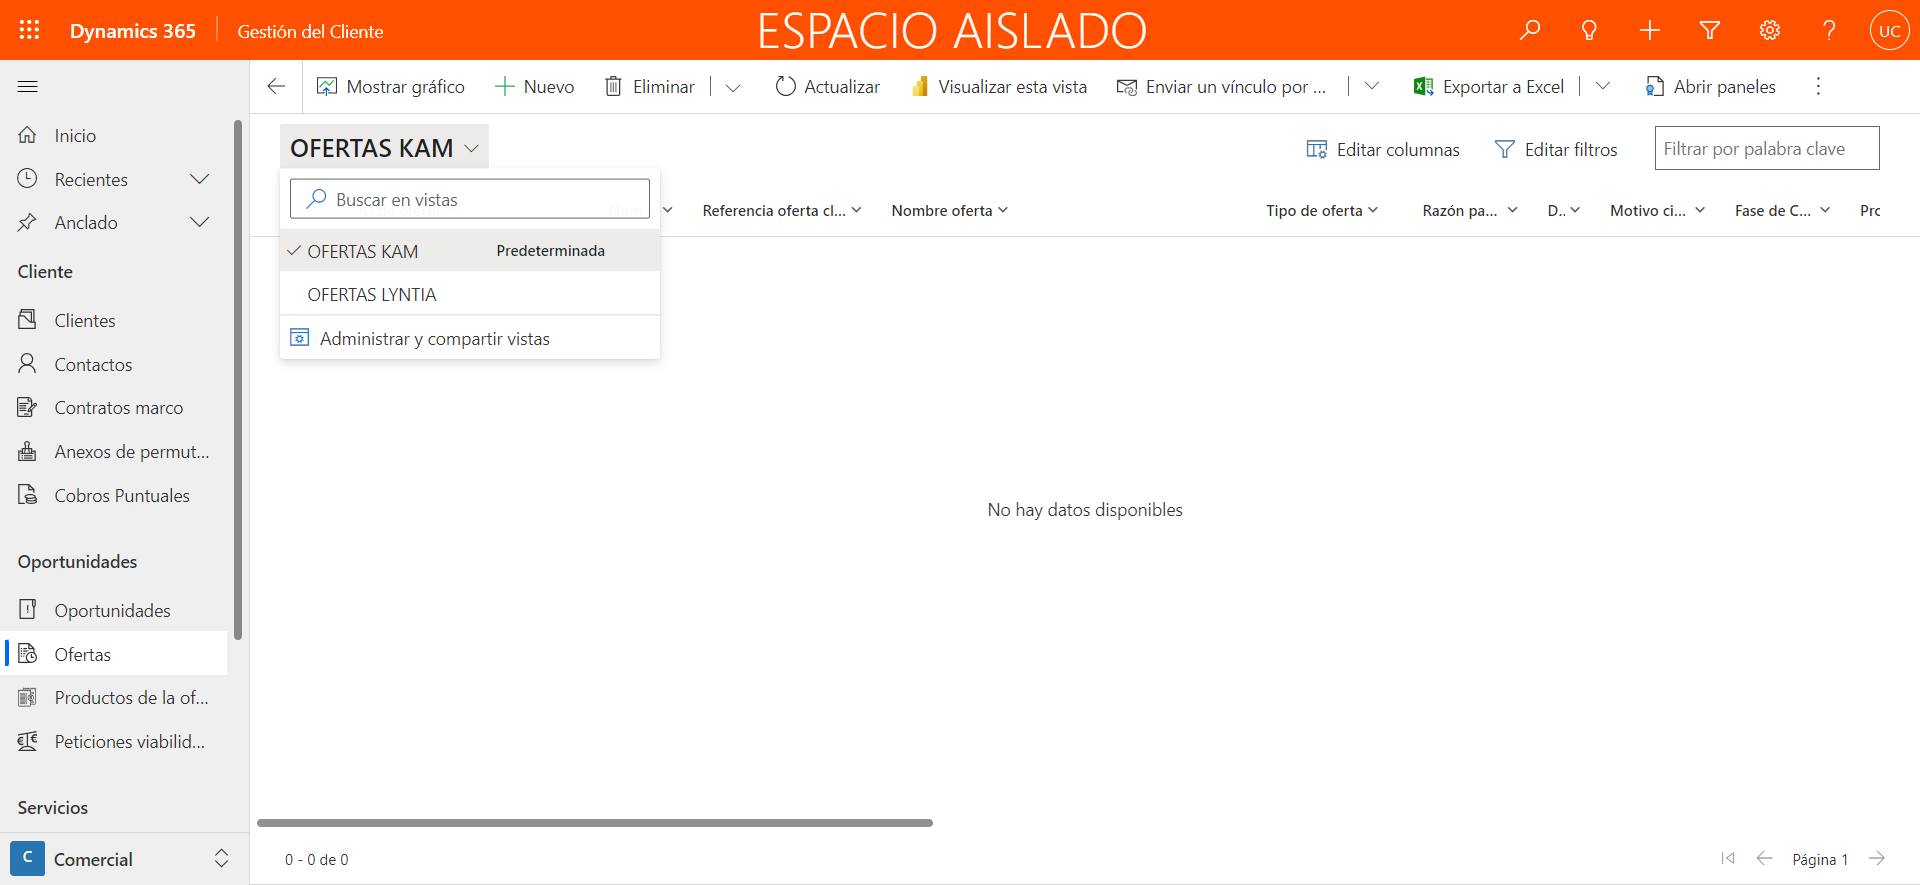 Dynamics 365
Gestión del Cliente
ESPACIO AISLADO
UC
Mostrar gráfico
Nuevo
Eliminar
Actualizar
Visualizar esta vista
Enviar un vínculo por ...
Exportar a Excel
Abrir paneles
Inicio
Recientes
Anclado
Cliente
Clientes
Contactos
Contratos marco
Anexos de permut...
Cobros Puntuales
Oportunidades
Oportunidades
Ofertas
Productos de la of...
Peticiones viabilid...
Servicios
C Comercial
OFERTAS KAM
Editar columnas
Editar filtros
Filtrar por palabra clave
Buscar en vistas
OFERTAS KAM Predeterminada
OFERTAS LYNTIA
Administrar y compartir vistas
Referencia oferta cl...
Nombre oferta
Tipo de oferta
Razón pa...
D..
Motivo ci...
Fase de C...
Prc
No hay datos disponibles
0 - 0 de 0
Página 1